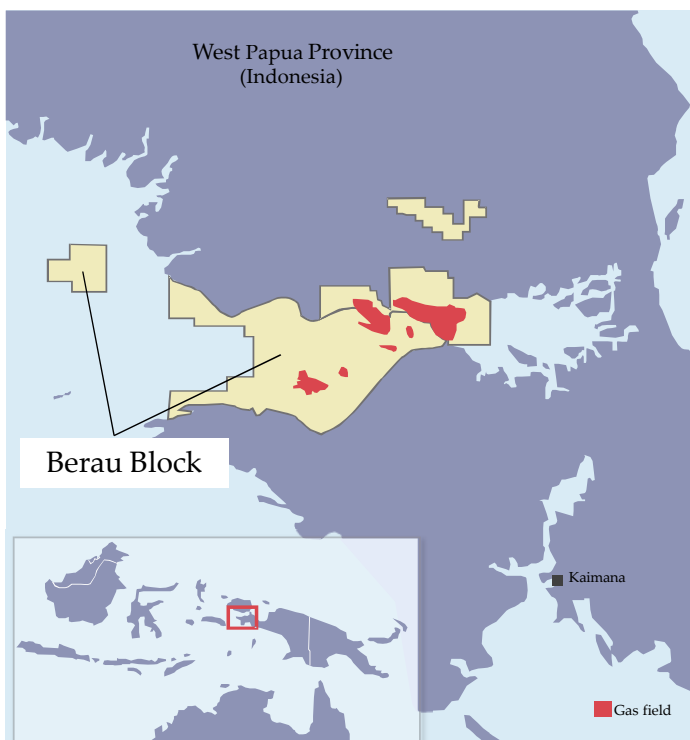 West Papua Province
(Indonesia)
Berau Block
Kaimana
Gas field